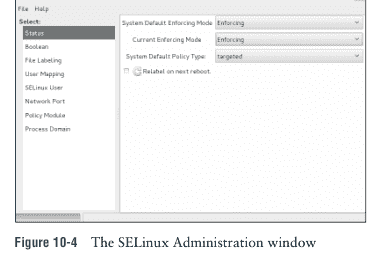 File Help
Select:
Status
Boolean
File Labeling
User Mapping
SELinux User
Network Port
Policy Module
Process Domain
System Default Enforcing Mode Enforcing
Current Enforcing Mode Enforcing
System Default Policy Type: targeted
Relabel on next reboot.
Figure 10-4 The SELinux Administration window